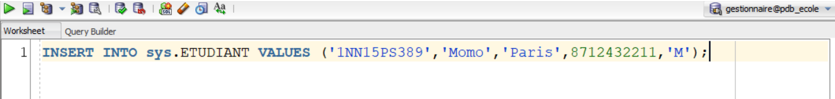 gestionnaire@pdb_ecole
Worksheet Query Builder
1 INSERT INTO sys.ETUDIANT VALUES ('1NN15PS389','Momo','Paris',8712432211,'M');